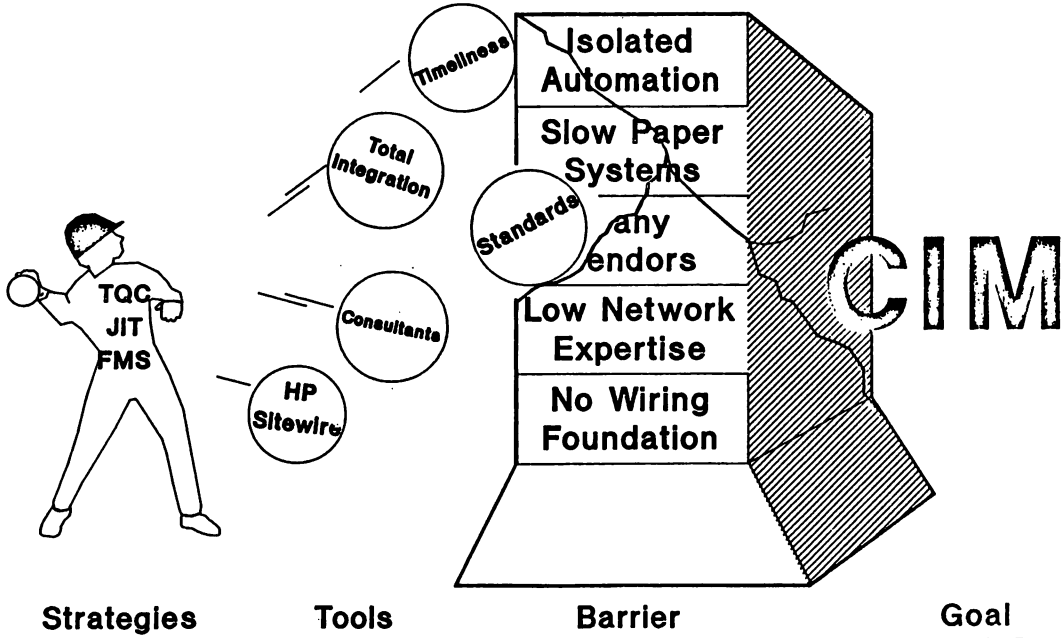 Timeliness
Total
Integration
Standards
Consultants
HP
Sitewire
TQC
JIT
FMS
Isolated
Automation
Slow Paper
Systems
any
endors
Low Network
Expertise
No Wiring
Foundation
CIM
Strategies
Tools
Barrier
Goal